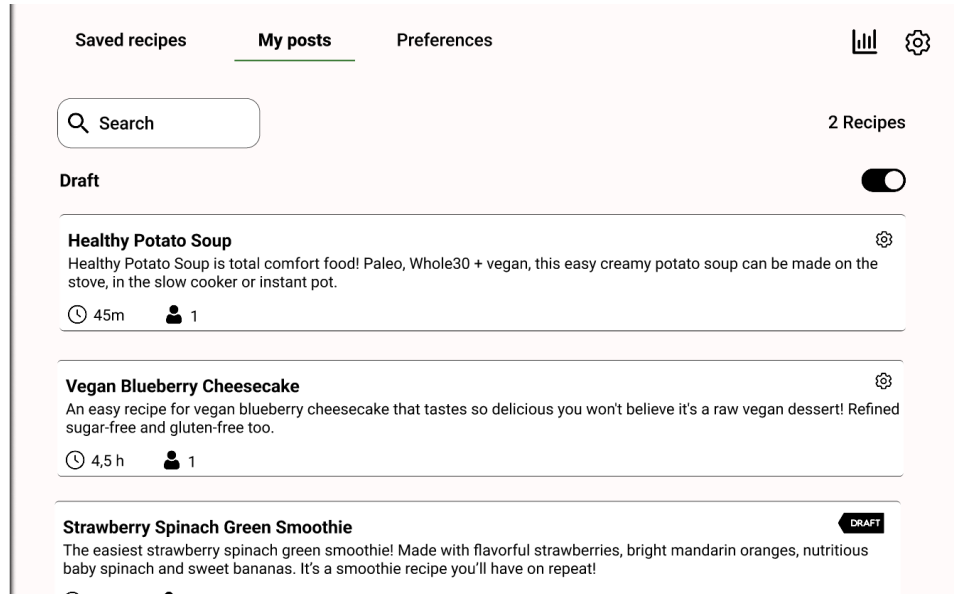 Saved recipes My posts Preferences
Search
2 Recipes
Draft
Healthy Potato Soup
Healthy Potato Soup is total comfort food! Paleo, Whole30 + vegan, this easy creamy potato soup can be made on the
stove, in the slow cooker or instant pot.
45m 1
Vegan Blueberry Cheesecake
An easy recipe for vegan blueberry cheesecake that tastes so delicious you won't believe it's a raw vegan dessert! Refined
sugar-free and gluten-free too.
4,5 h 1
Strawberry Spinach Green Smoothie
DRAFT
The easiest strawberry spinach green smoothie! Made with flavorful strawberries, bright mandarin oranges, nutritious
baby spinach and sweet bananas. It’s a smoothie recipe you’ll have on repeat!